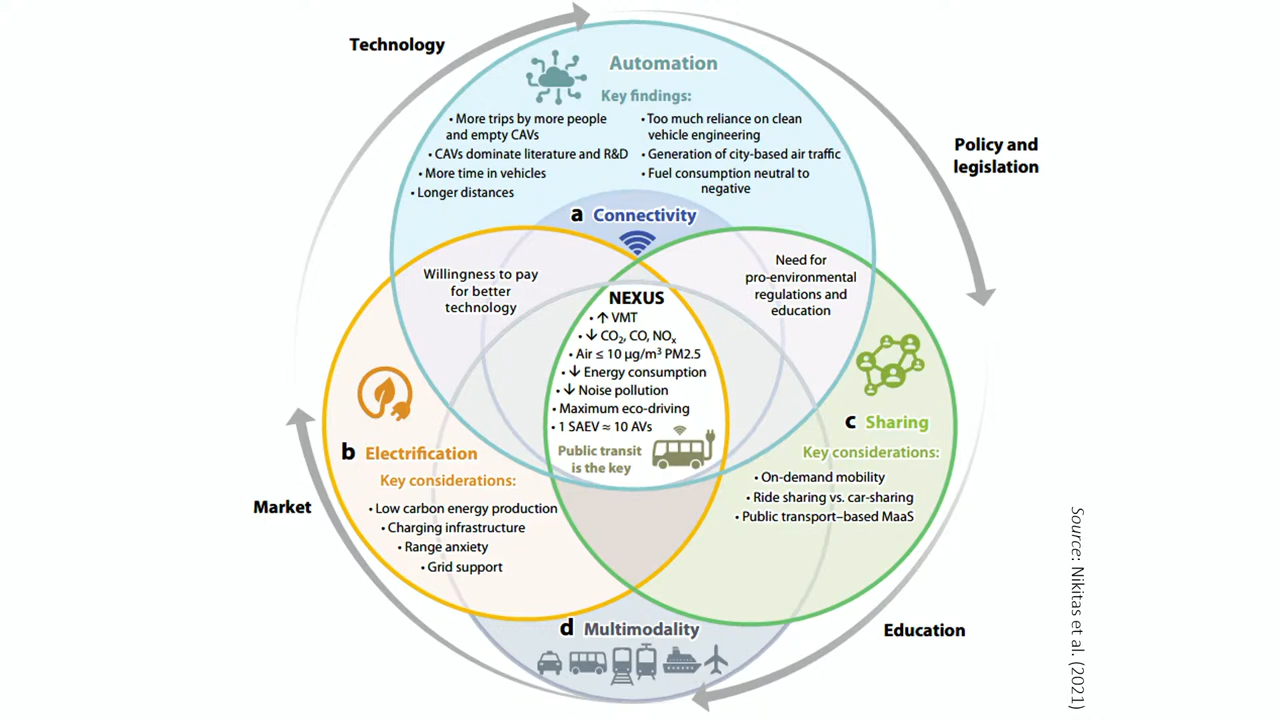 Technology
Policy and
legislation
Automation
Key findings:
• More trips by more people
and empty CAVs
• CAVs dominate literature and R&D
• More time in vehicles
• Longer distances
• Too much reliance on clean
vehicle engineering
• Generation of city-based air traffic
• Fuel consumption neutral to
negative
a Connectivity
Willingness to pay
for better
technology
Need for
pro-environmental
regulations and
education
NEXUS
• ↑ VMT
• ↓ CO₂, CO, NOₓ
• Air ≤ 10 µg/m³ PM2.5
• ↓ Energy consumption
• ↓ Noise pollution
• Maximum eco-driving
• 1 SAEV ≈ 10 AVs
Public transit
is the key
b Electrification
Key considerations:
• Low carbon energy production
• Charging infrastructure
• Range anxiety
• Grid support
c Sharing
Key considerations:
• On-demand mobility
• Ride sharing vs. car-sharing
• Public transport–based MaaS
d Multimodality
Market
Education
Source: Nikitas et al. (2021)